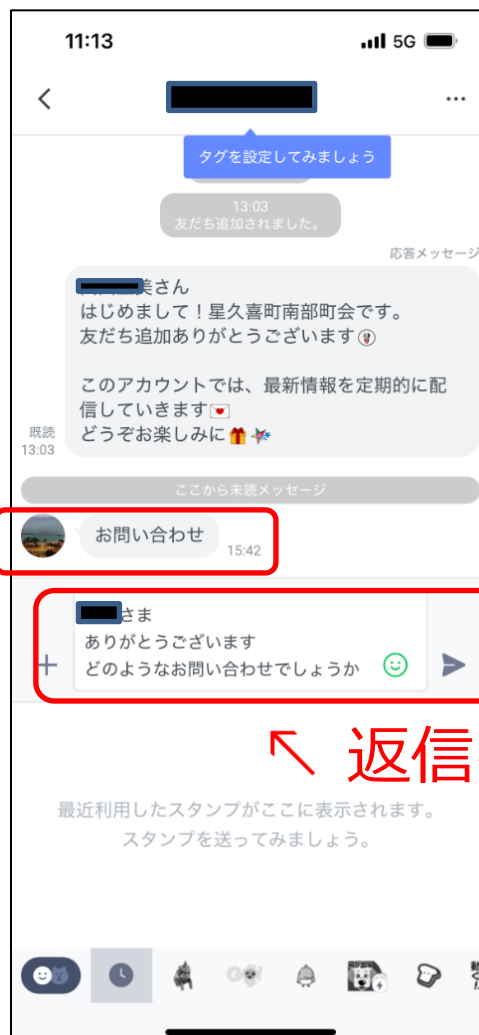 11:13
5G
タグを設定してみましょう
13:03
友だち追加されました。
応答メッセージ
美さん
はじめまして！星久喜町南部町会です。
友だち追加ありがとうございます
このアカウントでは、最新情報を定期的に配
信していきます💌
どうぞお楽しみに🎁
既読
13:03
ここから未読メッセージ
お問い合わせ
15:42
さま
ありがとうございます
どのようなお問い合わせでしょうか
↖ 返信
最近利用したスタンプがここに表示されます。
スタンプを送ってみましょう。